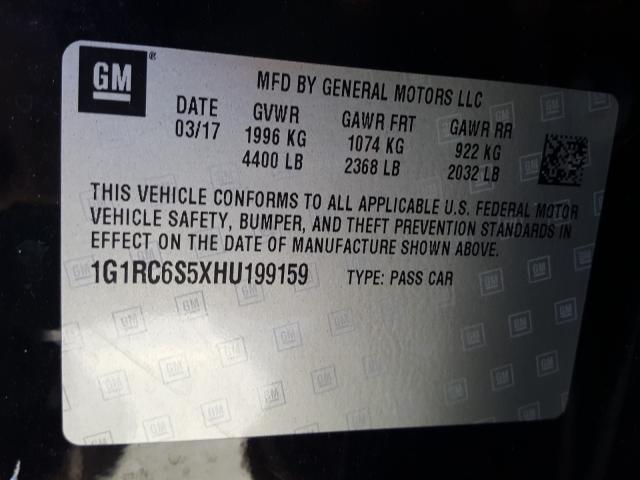 GM®
MFD BY GENERAL MOTORS LLC
DATE GVWR GAWR FRT GAWR RR
03/17 1996 KG 1074 KG 922 KG
4400 LB 2368 LB 2032 LB
THIS VEHICLE CONFORMS TO ALL APPLICABLE U.S. FEDERAL MOTOR
VEHICLE SAFETY, BUMPER, AND THEFT PREVENTION STANDARDS IN
EFFECT ON THE DATE OF MANUFACTURE SHOWN ABOVE.
1G1RC6S5XHU199159 TYPE: PASS CAR